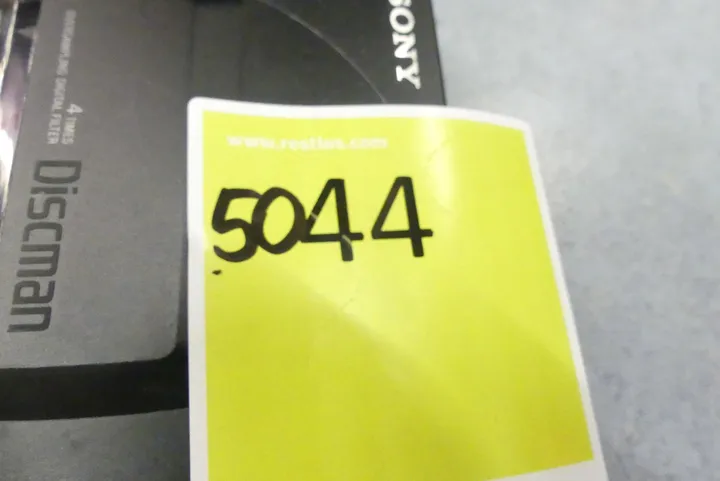 SONY
4 TIMES
OVERSAMPLING DIGITAL FILTER
Discman
5044